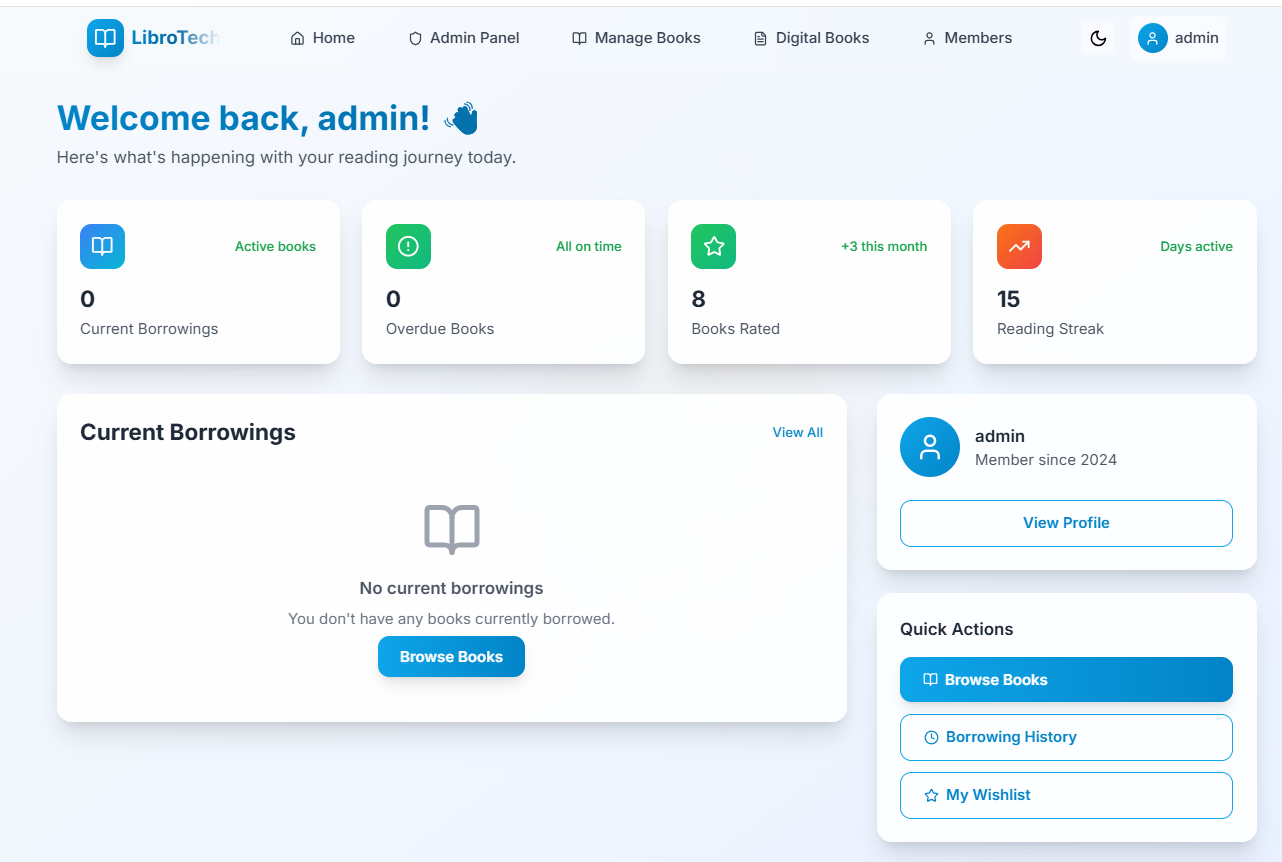 LibroTech
Home
Admin Panel
Manage Books
Digital Books
Members
admin
Welcome back, admin!
Here's what's happening with your reading journey today.
Active books
0
Current Borrowings
All on time
0
Overdue Books
+3 this month
8
Books Rated
Days active
15
Reading Streak
Current Borrowings
View All
No current borrowings
You don't have any books currently borrowed.
Browse Books
admin
Member since 2024
View Profile
Quick Actions
Browse Books
Borrowing History
My Wishlist